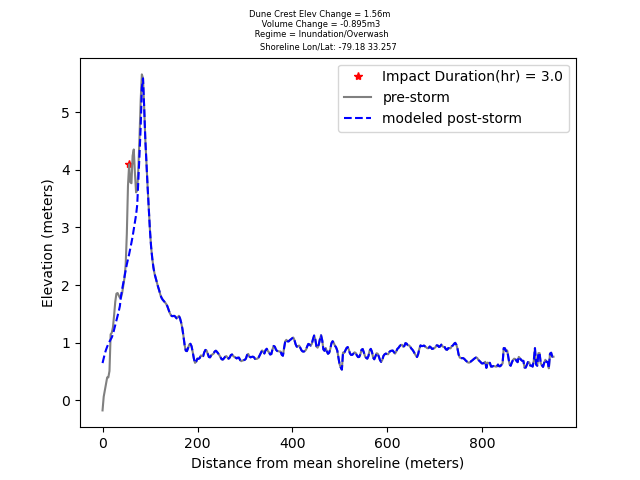 Dune Crest Elev Change = 1.56m
Volume Change = -0.895m3
Regime = Inundation/Overwash
Shoreline Lon/Lat: -79.18 33.257
Impact Duration(hr) = 3.0
pre-storm
modeled post-storm
Elevation (meters)
5
4
3
2
1
0
0 200 400 600 800
Distance from mean shoreline (meters)